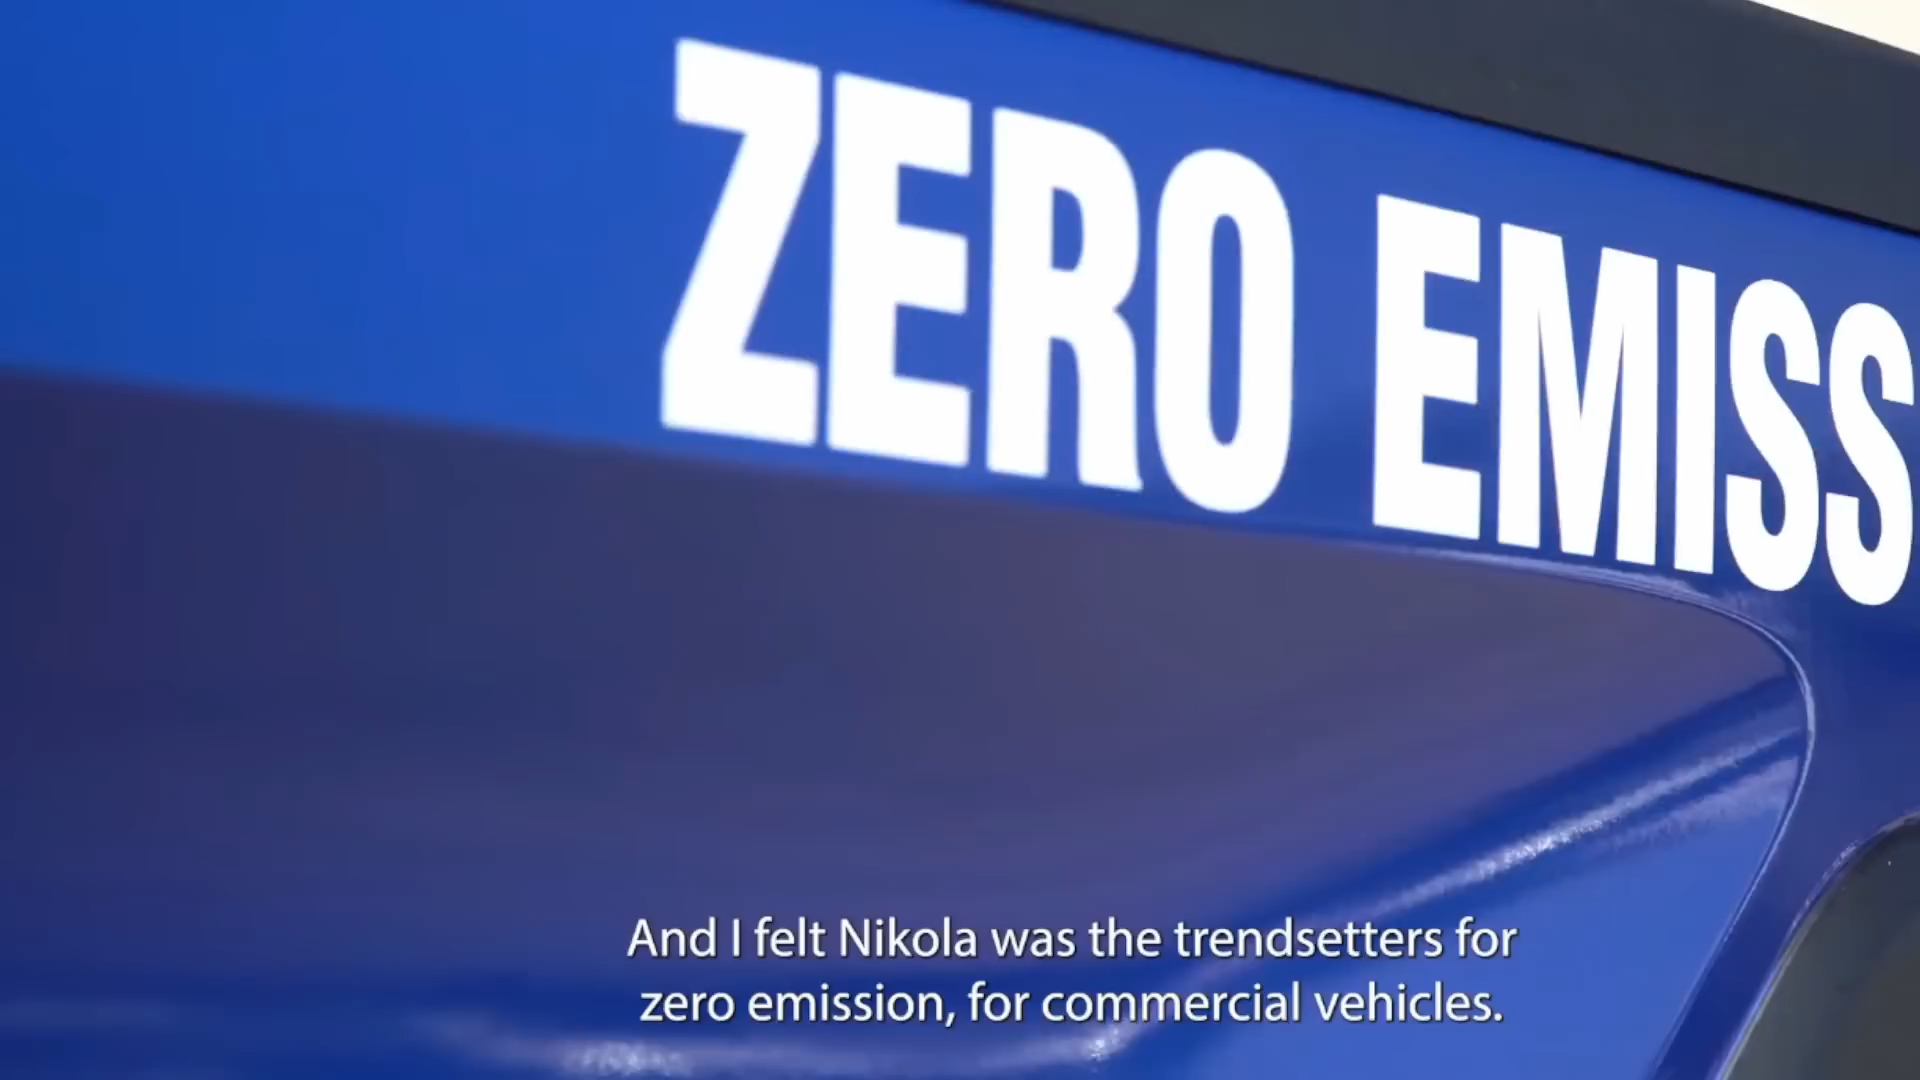 ZERO EMISS
And I felt Nikola was the trendsetters for
zero emission, for commercial vehicles.